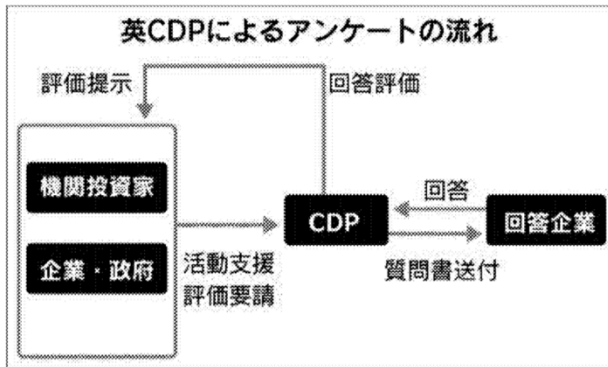 英CDPによるアンケートの流れ
評価提示
回答評価
機関投資家
企業・政府
活動支援
評価要請
CDP
回答
質問書送付
回答企業